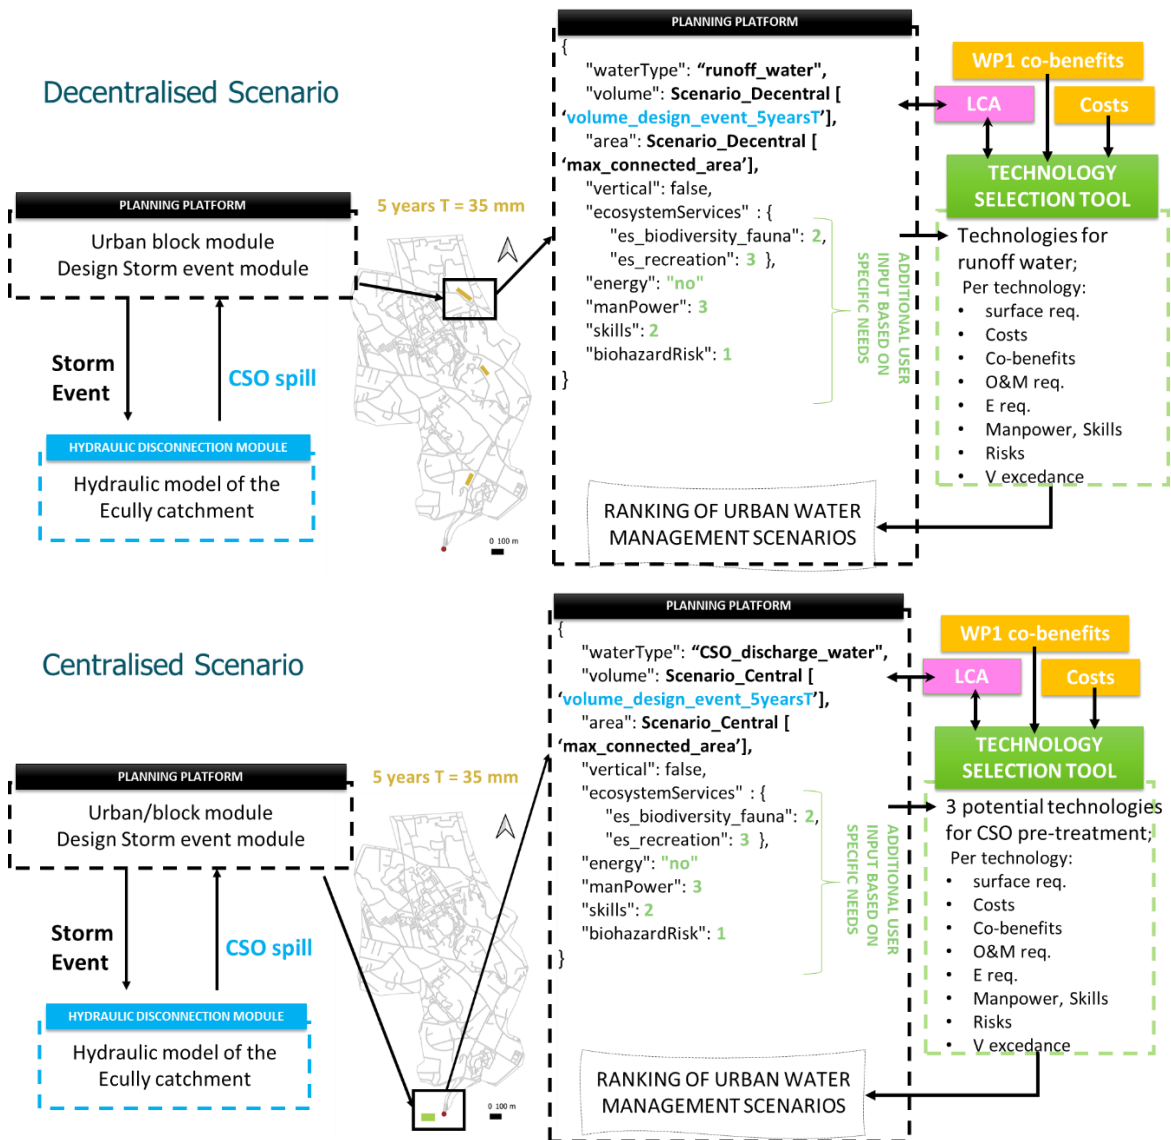 Decentralised Scenario
PLANNING PLATFORM
Urban block module
Design Storm event module
Storm
Event
CSO spill
HYDRAULIC DISCONNECTION MODULE
Hydraulic model of the
Ecully catchment
5 years T = 35 mm
0 100 m
PLANNING PLATFORM
{
"waterType": “runoff_water”,
"volume": Scenario_Decentral [
‘volume_design_event_5yearsT’],
"area": Scenario_Decentral [
‘max_connected_area’],
"vertical": false,
"ecosystemServices" : {
"es_biodiversity_fauna": 2,
"es_recreation": 3 },
"energy": "no"
"manPower": 3
"skills": 2
"biohazardRisk": 1
}
ADDITIONAL USER
INPUT BASED ON
SPECIFIC NEEDS
RANKING OF URBAN WATER
MANAGEMENT SCENARIOS
WP1 co-benefits
LCA
Costs
TECHNOLOGY
SELECTION TOOL
Technologies for
runoff water;
Per technology:
• surface req.
• Costs
• Co-benefits
• O&M req.
• E req.
• Manpower, Skills
• Risks
• V excedance
Centralised Scenario
PLANNING PLATFORM
Urban/block module
Design Storm event module
Storm
Event
CSO spill
HYDRAULIC DISCONNECTION MODULE
Hydraulic model of the
Ecully catchment
5 years T = 35 mm
0 100 m
PLANNING PLATFORM
{
"waterType": “CSO_discharge_water”,
"volume": Scenario_Central [
‘volume_design_event_5yearsT’],
"area": Scenario_Central [
‘max_connected_area’],
"vertical": false,
"ecosystemServices" : {
"es_biodiversity_fauna": 2,
"es_recreation": 3 },
"energy": "no"
"manPower": 3
"skills": 2
"biohazardRisk": 1
}
ADDITIONAL USER
INPUT BASED ON
SPECIFIC NEEDS
RANKING OF URBAN WATER
MANAGEMENT SCENARIOS
WP1 co-benefits
LCA
Costs
TECHNOLOGY
SELECTION TOOL
3 potential technologies
for CSO pre-treatment;
Per technology:
• surface req.
• Costs
• Co-benefits
• O&M req.
• E req.
• Manpower, Skills
• Risks
• V excedance